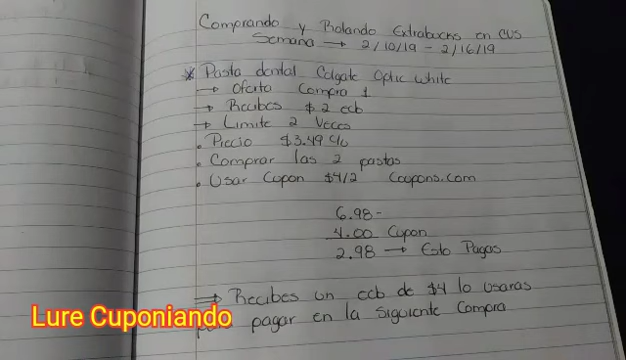 Comprando y Rolando Extrabucks en CVS
Semana → 2/10/19 - 2/16/19
* Pasta dental Colgate Optic White
→ Oferta Compra 1
→ Recibes $2 ecb
→ Limite 2 Veces
• Precio $3.49 c/u
• Comprar las 2 pastas
• Usar Cupon $4/2 Coupons.com
6.98-
4.00 Cupon
2.98 → Esto Pagas
⇒ Recibes un ecb de $4 lo usaras
pagar en la siguiente Compra
Lure Cuponiando